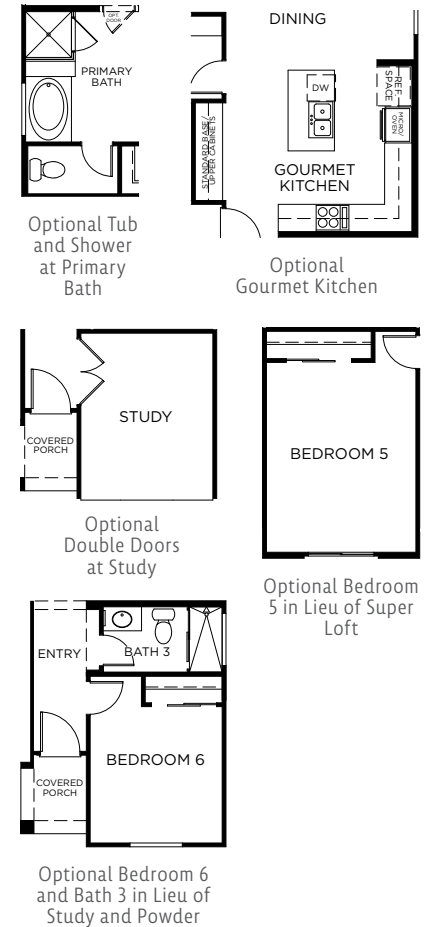 OPT.
DOOR
PRIMARY
BATH
Optional Tub
and Shower
at Primary
Bath
DINING
DW
REF.
SPACE
MICRO/
OVEN
STANDARD BASE/
UPPER CABINETS
GOURMET
KITCHEN
Optional
Gourmet Kitchen
STUDY
COVERED
PORCH
Optional
Double Doors
at Study
BEDROOM 5
Optional Bedroom
5 in Lieu of Super
Loft
ENTRY
BATH 3
BEDROOM 6
COVERED
PORCH
Optional Bedroom 6
and Bath 3 in Lieu of
Study and Powder